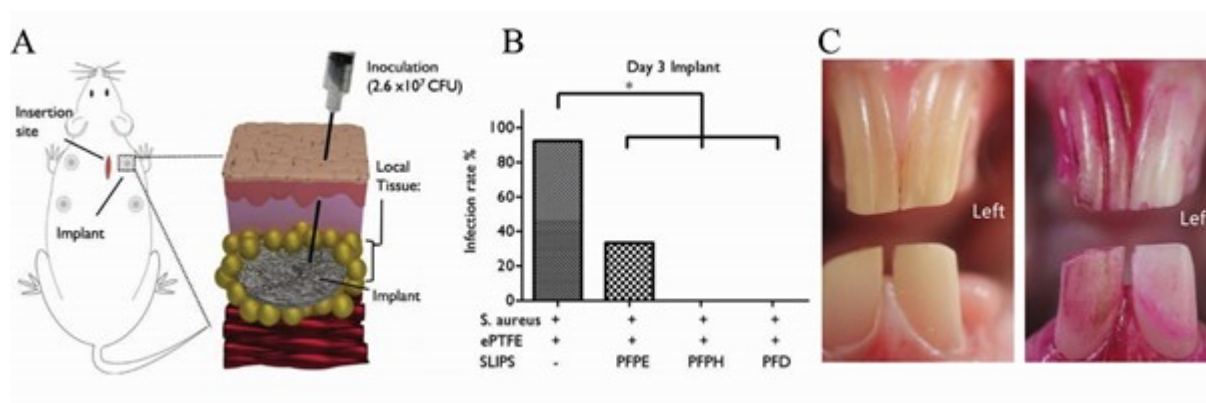 A
Insertion
site
Implant
Inoculation
(2.6 x10⁷ CFU)
Local
Tissue:
Implant
B
Day 3 Implant
*
Infection rate %
100
80
60
40
20
0
S. aureus + + + +
ePTFE + + + +
SLIPS - PFPE PFPH PFD
C
Left
Lef